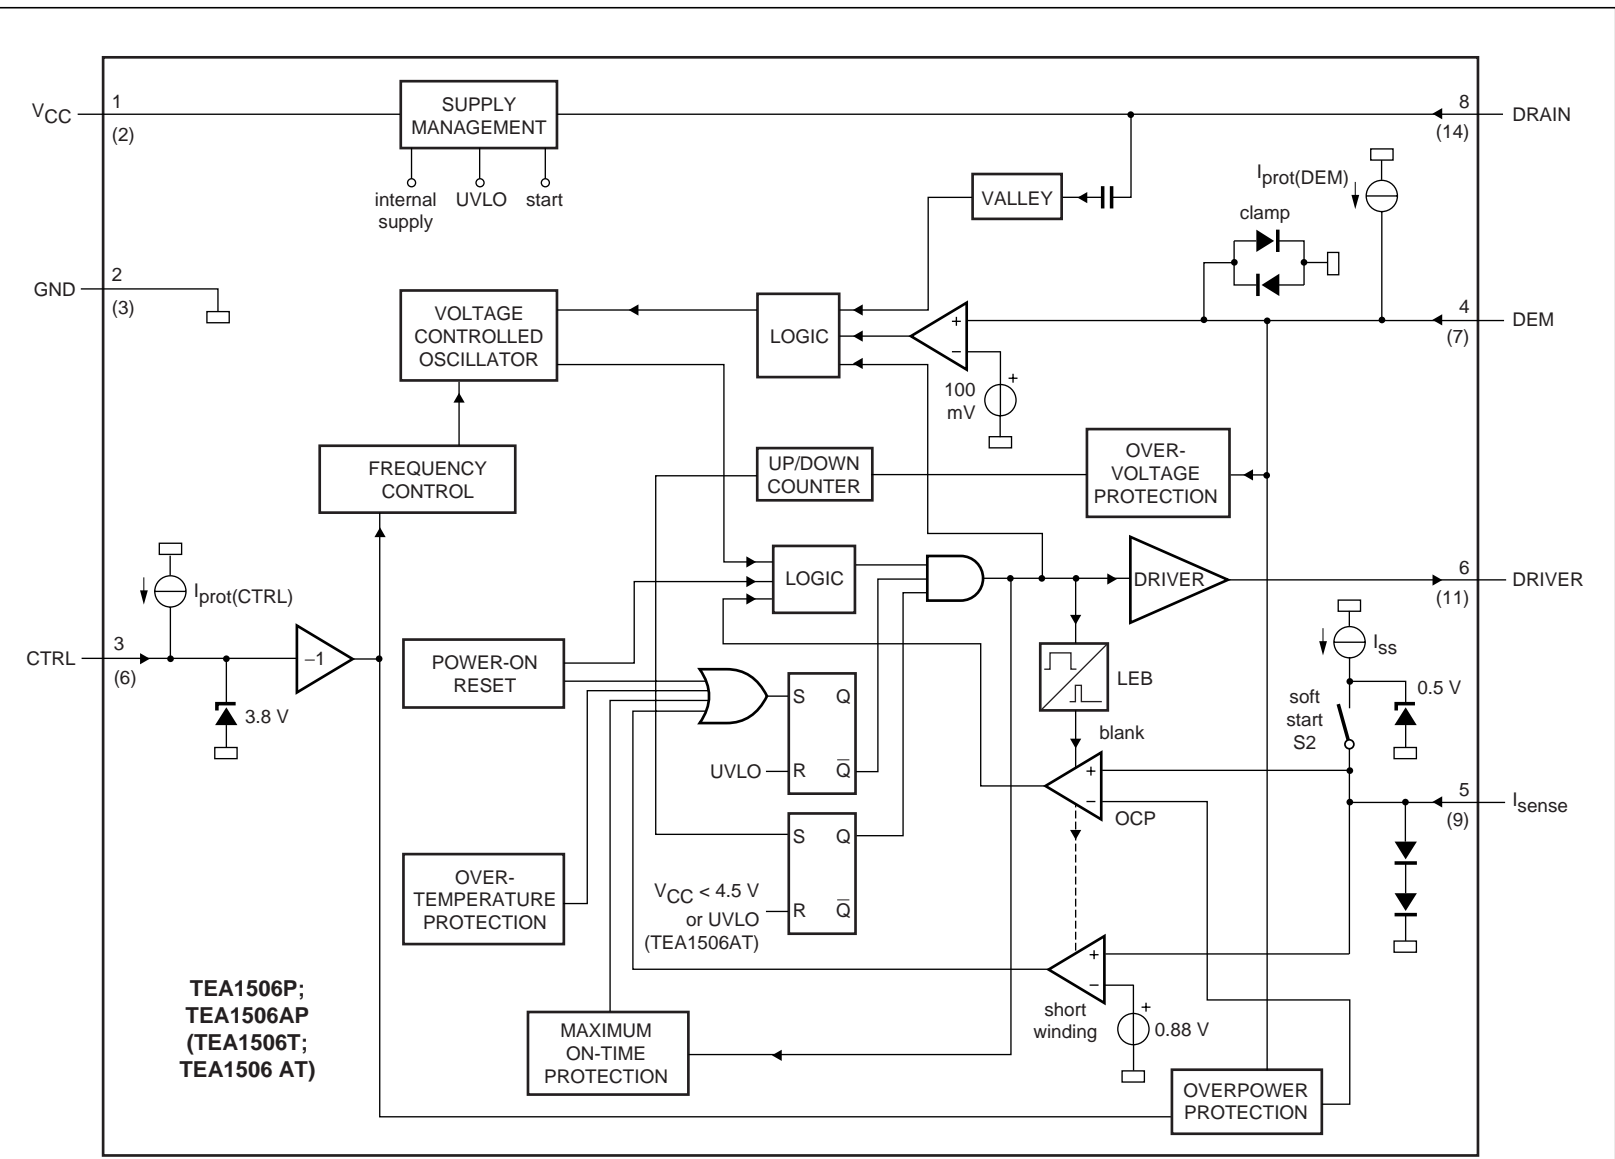 1
SUPPLY
MANAGEMENT
8
VCC
DRAIN
(2)
(14)
internal
supply
UVLO
start
VALLEY
Iprot(DEM)
clamp
2
GND
(3)
VOLTAGE
CONTROLLED
OSCILLATOR
LOGIC
+
−
4
DEM
(7)
100
mV
+
FREQUENCY
CONTROL
UP/DOWN
COUNTER
OVER-
VOLTAGE
PROTECTION
Iprot(CTRL)
LOGIC
DRIVER
6
DRIVER
(11)
3
CTRL
(6)
−1
3.8 V
POWER-ON
RESET
S
Q
UVLO
R
Q̅
LEB
blank
+
−
OCP
Iss
0.5 V
soft
start
S2
5
Isense
(9)
OVER-
TEMPERATURE
PROTECTION
S
Q
VCC < 4.5 V
or UVLO
(TEA1506AT)
R
Q̅
+
−
short
winding
+
0.88 V
TEA1506P;
TEA1506AP
(TEA1506T;
TEA1506 AT)
MAXIMUM
ON-TIME
PROTECTION
OVERPOWER
PROTECTION